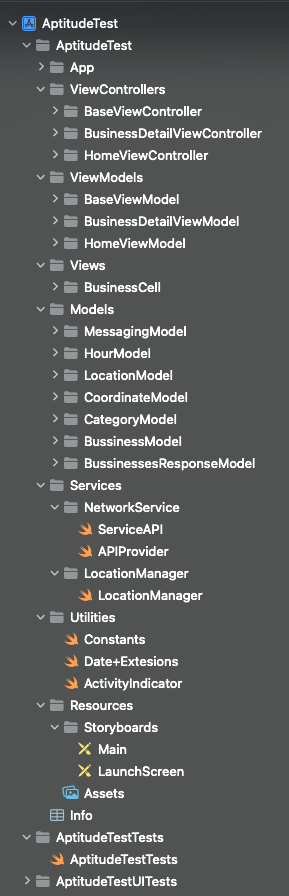 AptitudeTest
AptitudeTest
App
ViewControllers
BaseViewController
BusinessDetailViewController
HomeViewController
ViewModels
BaseViewModel
BusinessDetailViewModel
HomeViewModel
Views
BusinessCell
Models
MessagingModel
HourModel
LocationModel
CoordinateModel
CategoryModel
BussinessModel
BussinessesResponseModel
Services
NetworkService
ServiceAPI
APIProvider
LocationManager
LocationManager
Utilities
Constants
Date+Extesions
ActivityIndicator
Resources
Storyboards
Main
LaunchScreen
Assets
Info
AptitudeTestTests
AptitudeTestTests
AptitudeTestUITests